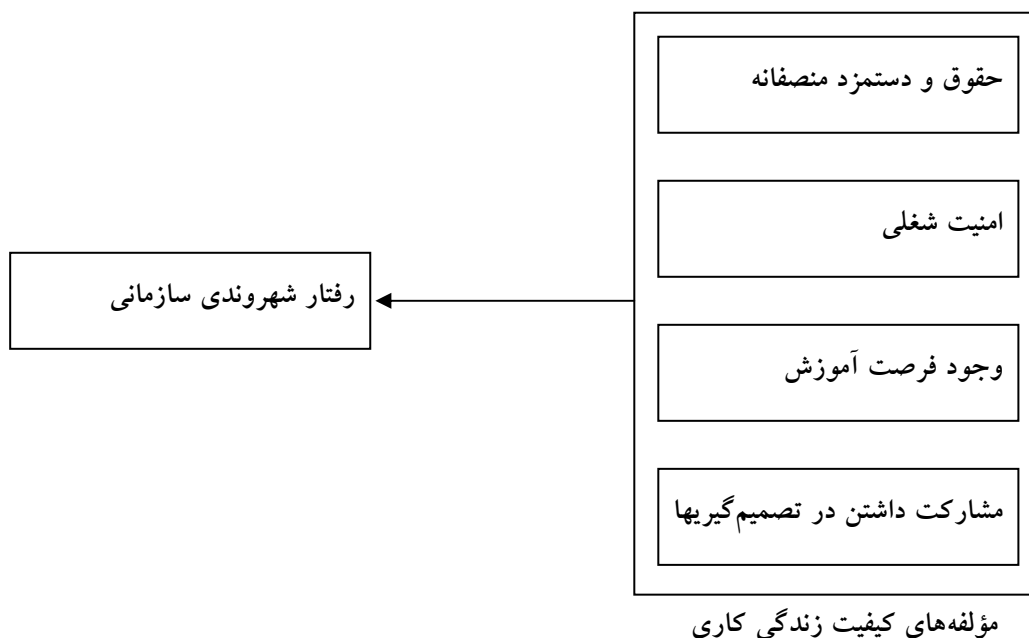 حقوق و دستمزد منصفانه
امنیت شغلی
رفتار شهروندی سازمانی
وجود فرصت آموزش
مشارکت داشتن در تصمیم‌گیریها
مؤلفه‌های کیفیت زندگی کاری